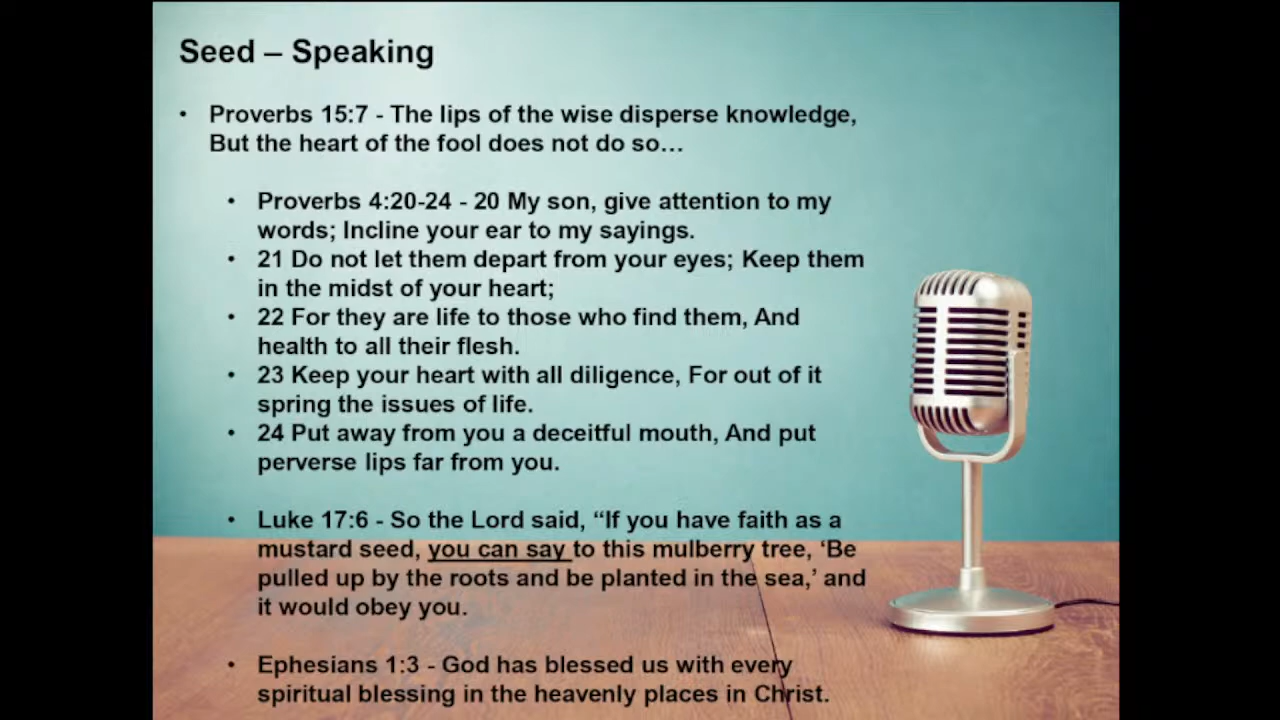 Seed – Speaking
• Proverbs 15:7 - The lips of the wise disperse knowledge,
But the heart of the fool does not do so…
• Proverbs 4:20-24 - 20 My son, give attention to my
words; Incline your ear to my sayings.
• 21 Do not let them depart from your eyes; Keep them
in the midst of your heart;
• 22 For they are life to those who find them, And
health to all their flesh.
• 23 Keep your heart with all diligence, For out of it
spring the issues of life.
• 24 Put away from you a deceitful mouth, And put
perverse lips far from you.
• Luke 17:6 - So the Lord said, “If you have faith as a
mustard seed, you can say to this mulberry tree, ‘Be
pulled up by the roots and be planted in the sea,’ and
it would obey you.
• Ephesians 1:3 - God has blessed us with every
spiritual blessing in the heavenly places in Christ.